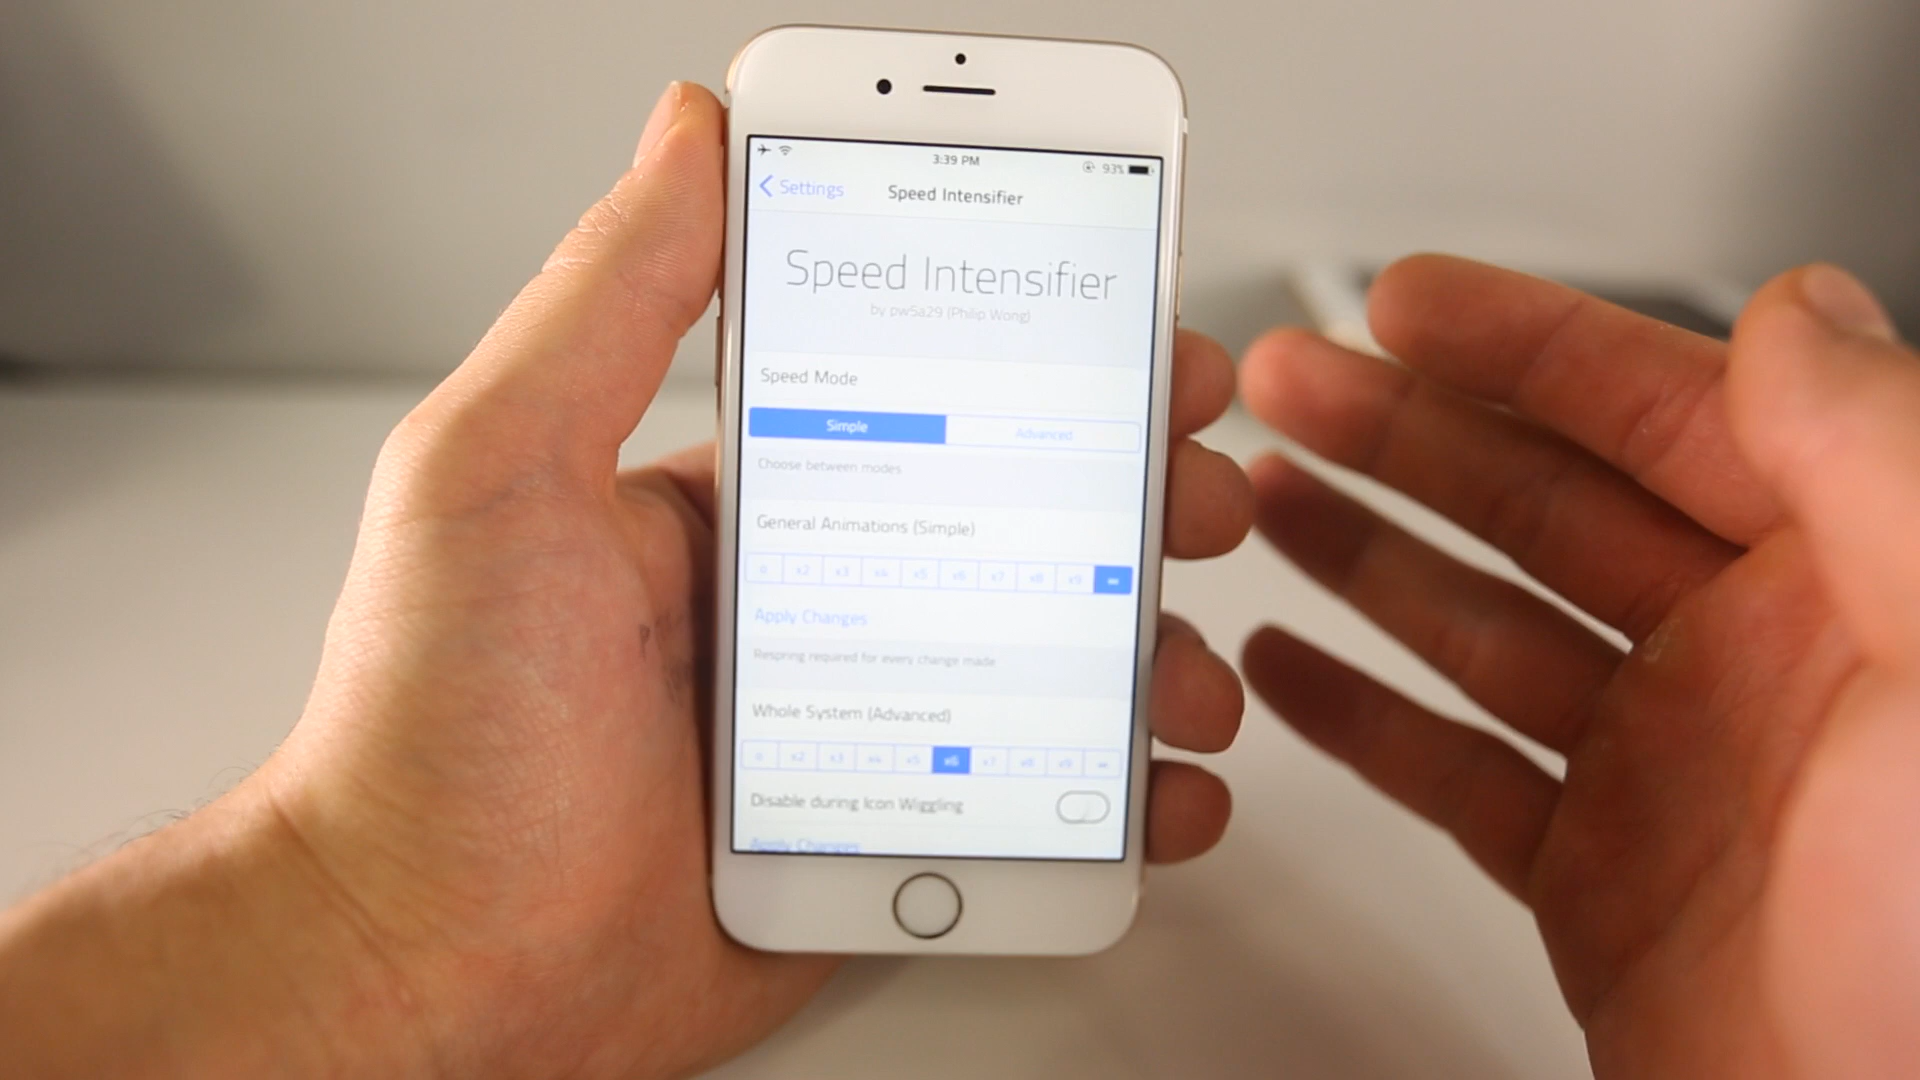 3:39 PM 93%
Settings Speed Intensifier
Speed Intensifier
by pw5a29 (Philip Wong)
Speed Mode
Simple Advanced
Choose between modes
General Animations (Simple)
0 x2 x3 x4 x5 x6 x7 x8 x9 ∞
Apply Changes
Respring required for every change made
Whole System (Advanced)
0 x2 x3 x4 x5 x6 x7 x8 x9 ∞
Disable during Icon Wiggling
Apply Changes